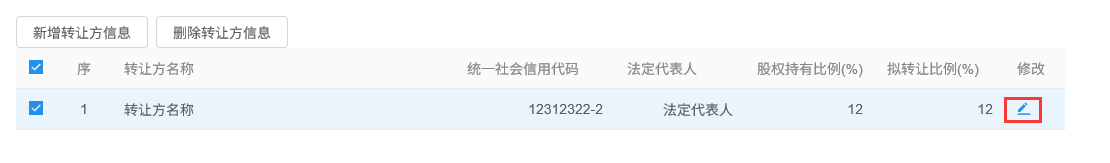 新增转让方信息 删除转让方信息
序 转让方名称 统一社会信用代码 法定代表人 股权持有比例(%) 拟转让比例(%) 修改
1 转让方名称 12312322-2 法定代表人 12 12